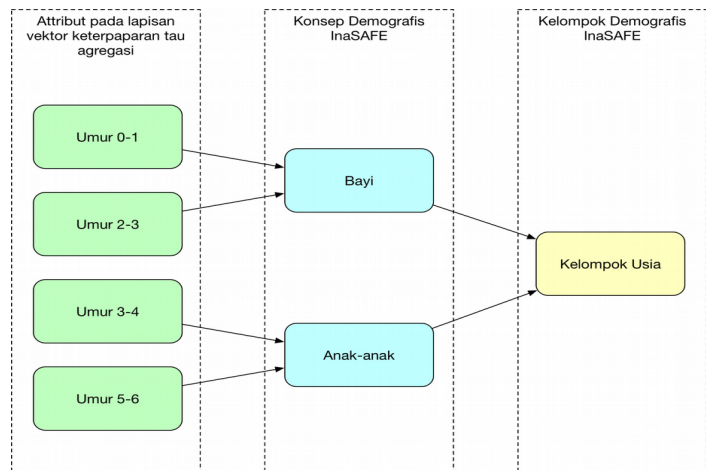 Attribut pada lapisan
vektor keterpaparan tau
agregasi
Konsep Demografis
InaSAFE
Kelompok Demografis
InaSAFE
Umur 0-1
Umur 2-3
Umur 3-4
Umur 5-6
Bayi
Anak-anak
Kelompok Usia